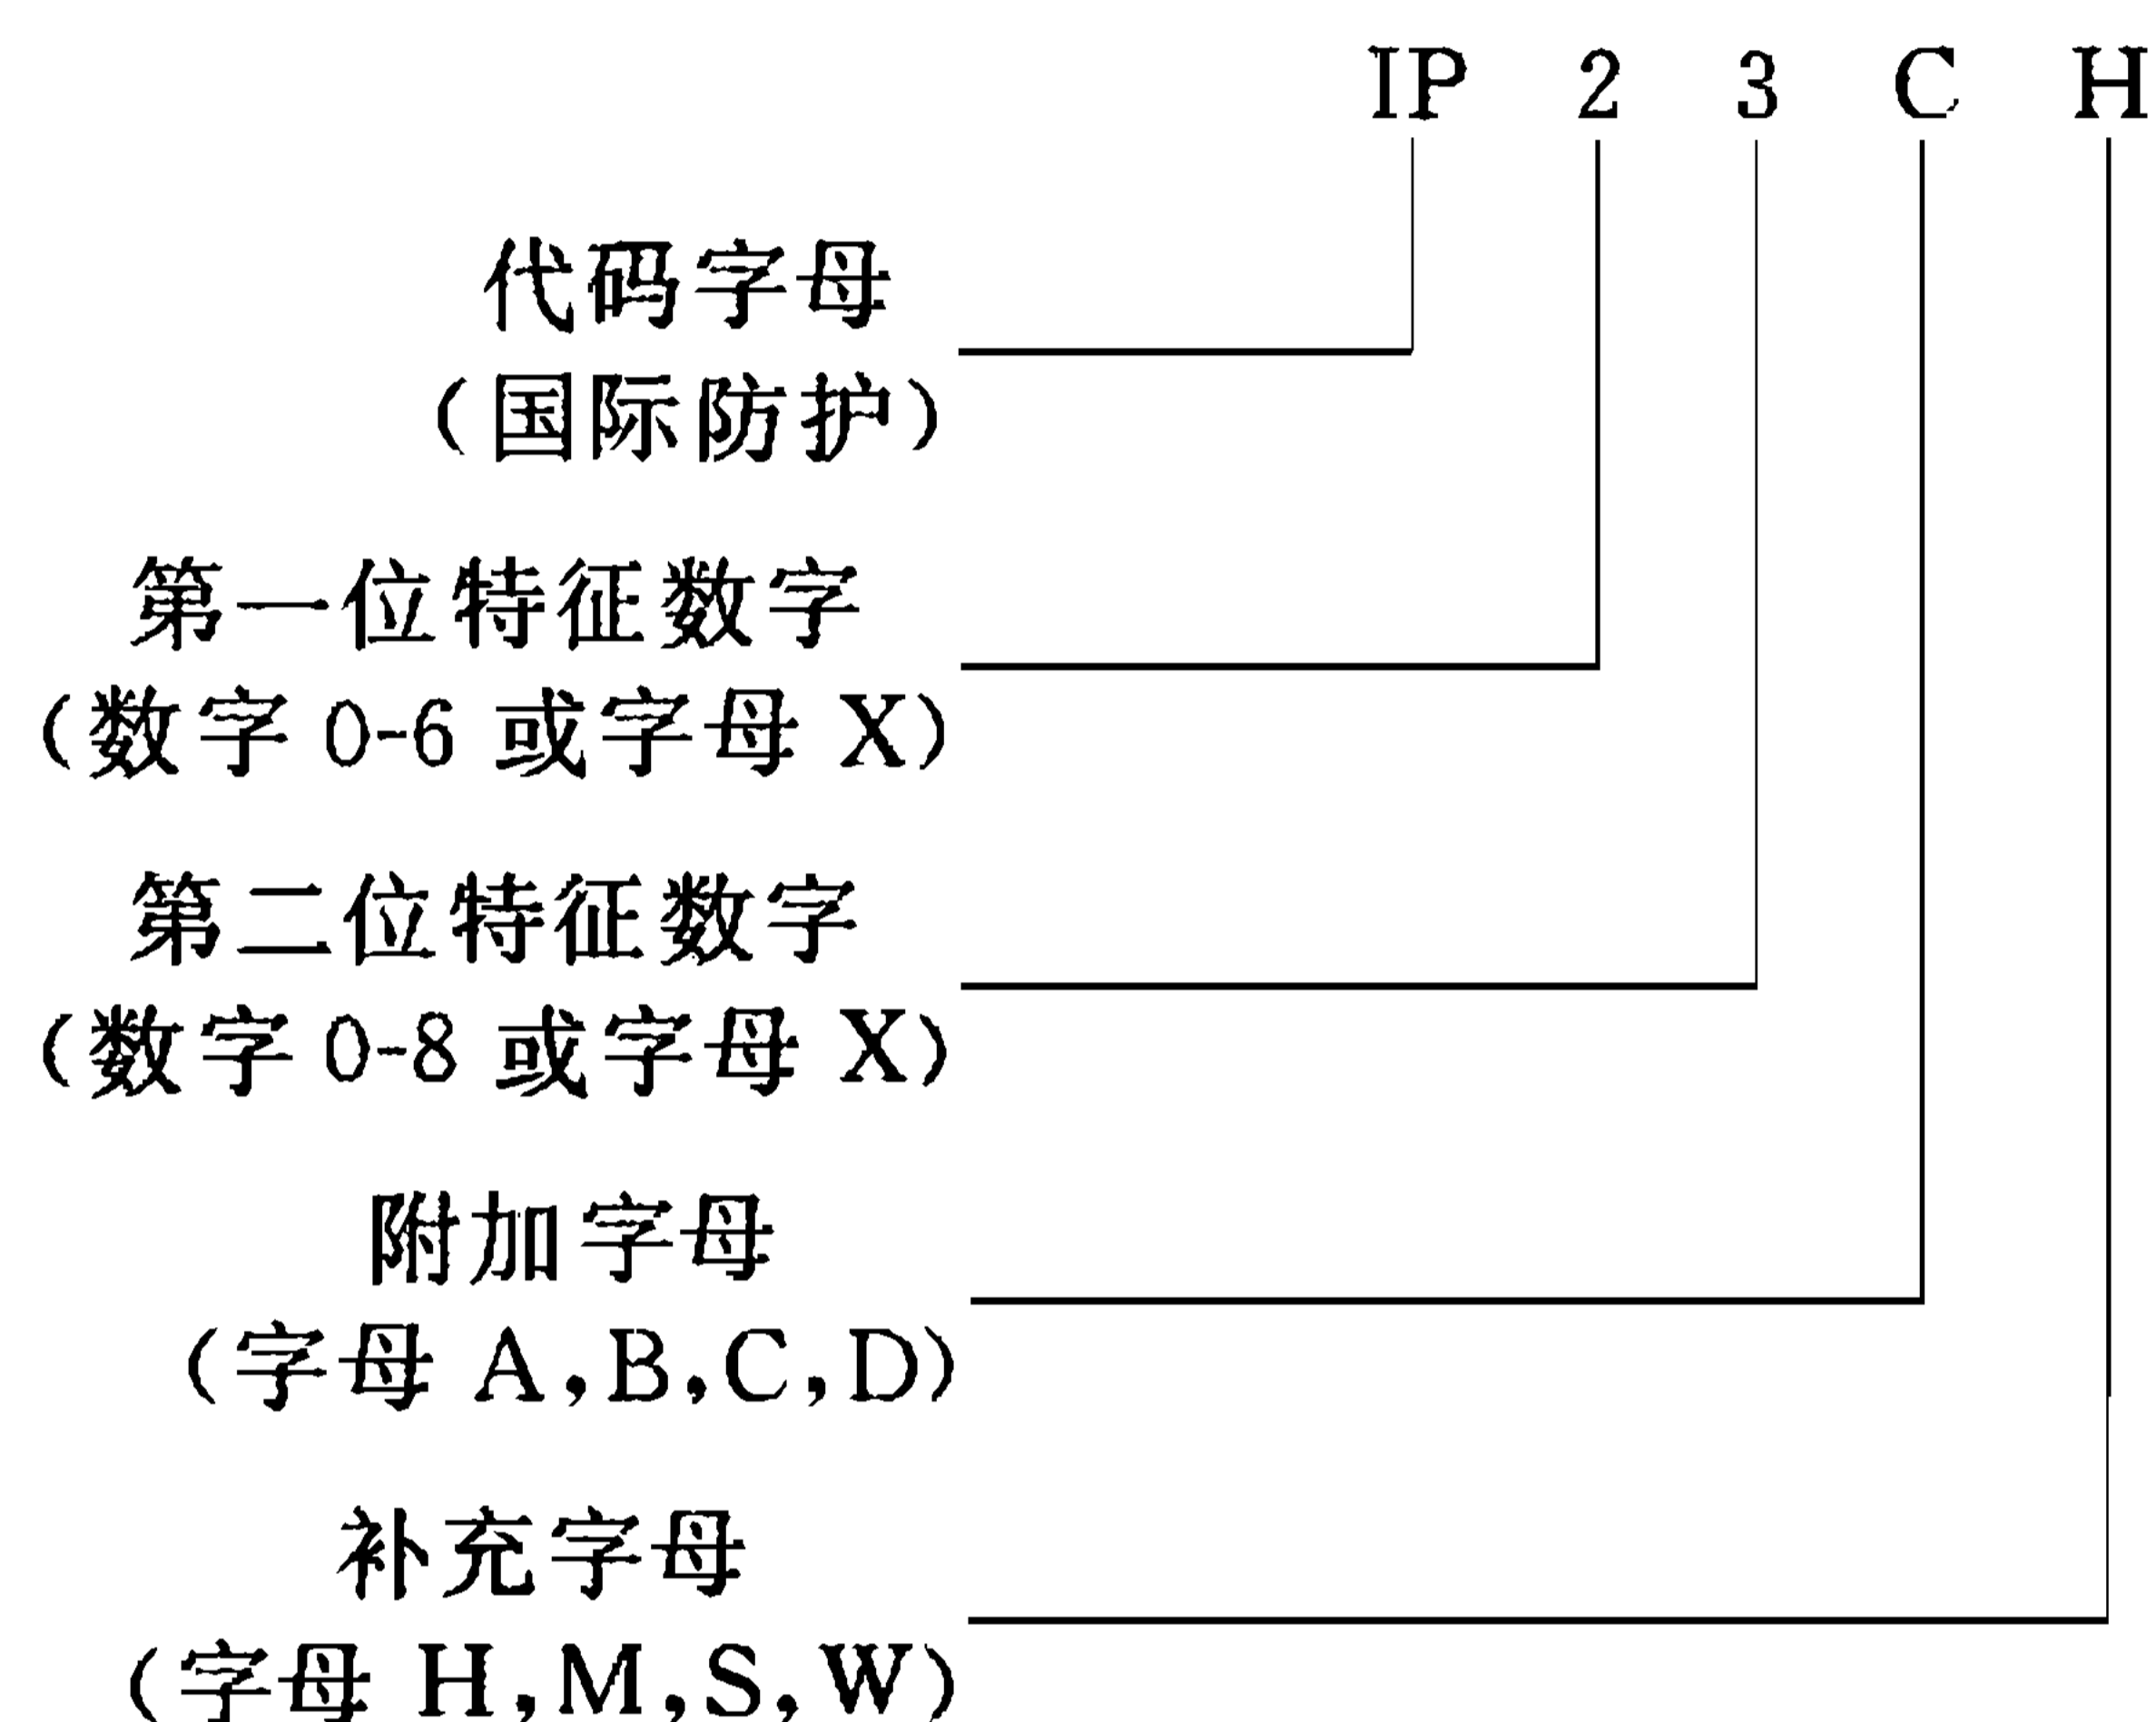 IP 2 3 C H
代码字母
(国际防护)
第一位特征数字
(数字 0-6 或字母 X)
第二位特征数字
(数字 0-8 或字母 X)
附加字母
(字母 A,B,C,D)
补充字母
(字母 H,M,S,W)